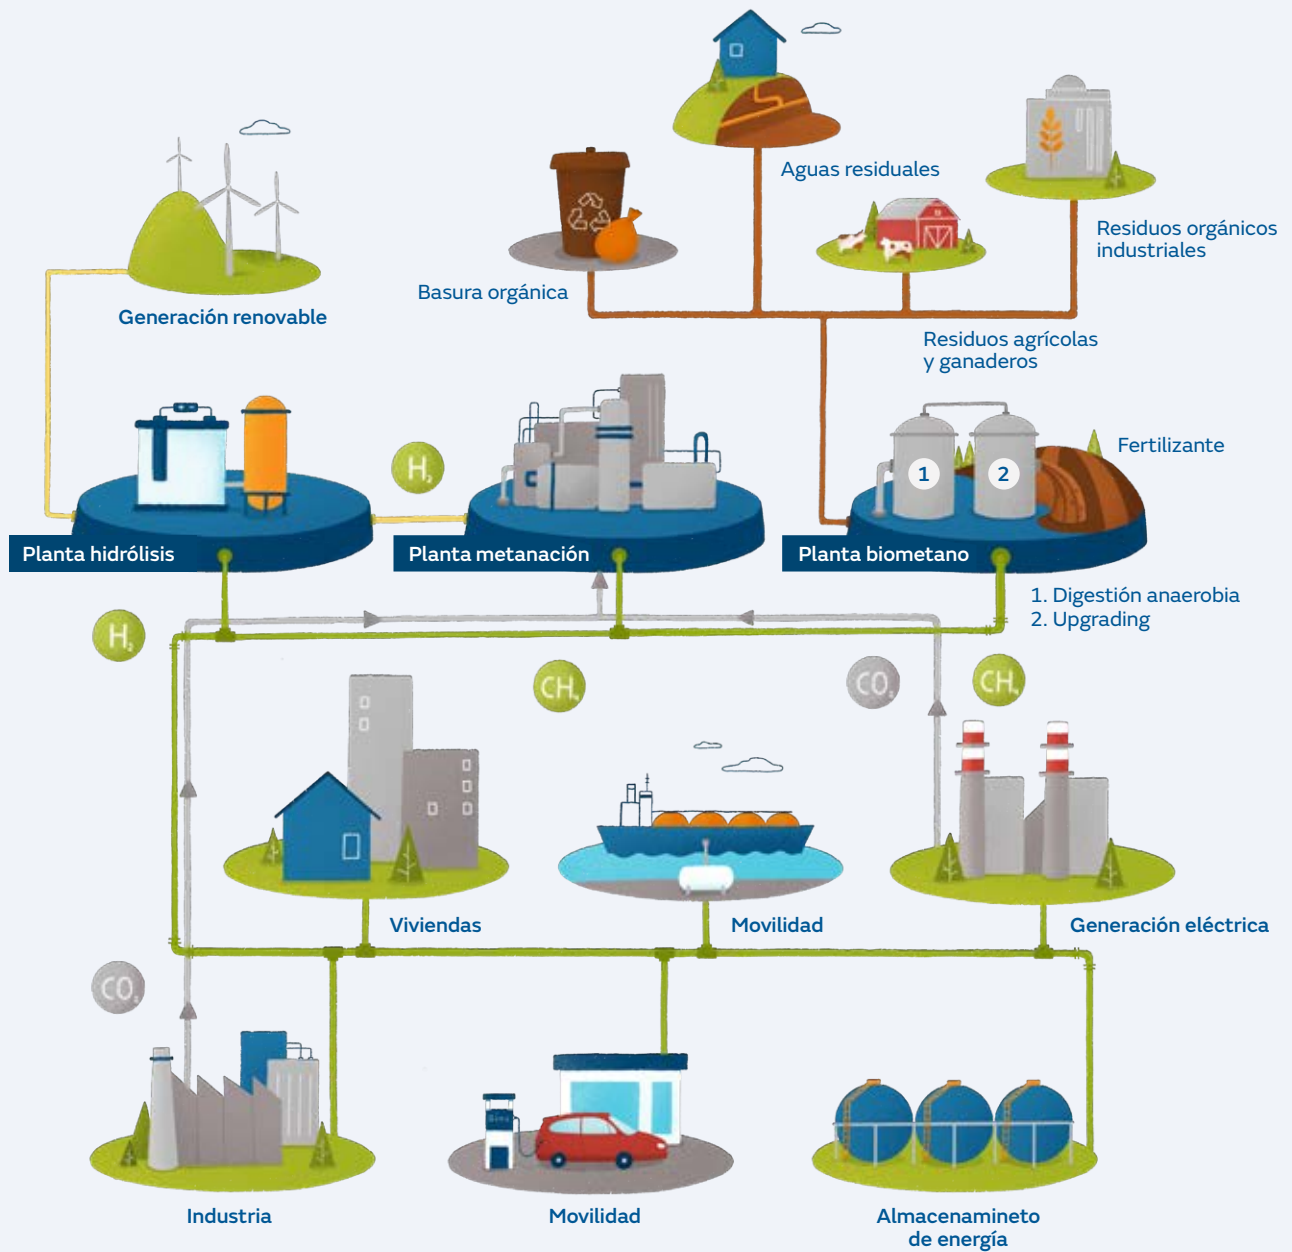 Aguas residuales
Residuos orgánicos
industriales
Basura orgánica
Generación renovable
Residuos agrícolas
y ganaderos
Fertilizante
1
2
H₂
Planta hidrólisis
Planta metanación
Planta biometano
1. Digestión anaerobia
2. Upgrading
H₂
CH₄
CO₂
CH₄
Viviendas
Movilidad
Generación eléctrica
CO₂
Industria
Movilidad
Almacenamineto
de energía